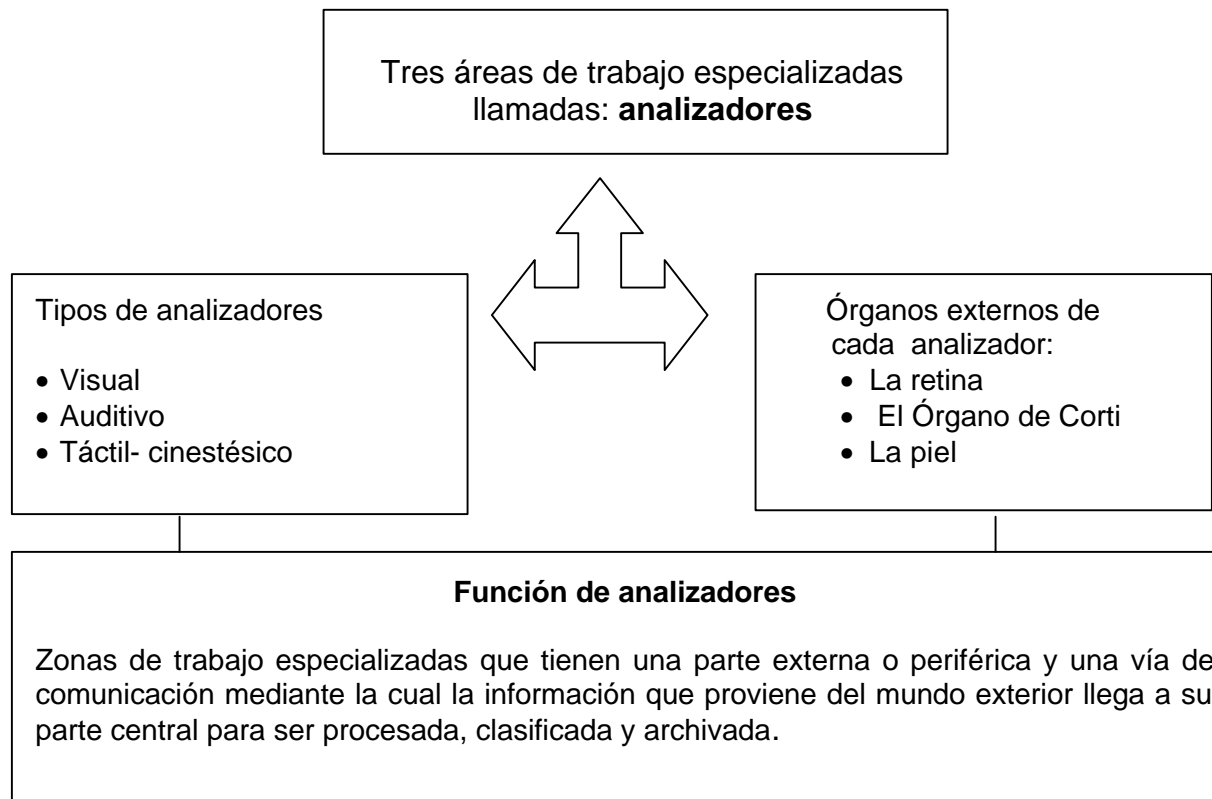 Tres áreas de trabajo especializadas
llamadas: analizadores
Tipos de analizadores
• Visual
• Auditivo
• Táctil- cinestésico
Órganos externos de
cada analizador:
• La retina
• El Órgano de Corti
• La piel
Función de analizadores
Zonas de trabajo especializadas que tienen una parte externa o periférica y una vía de
comunicación mediante la cual la información que proviene del mundo exterior llega a su
parte central para ser procesada, clasificada y archivada.